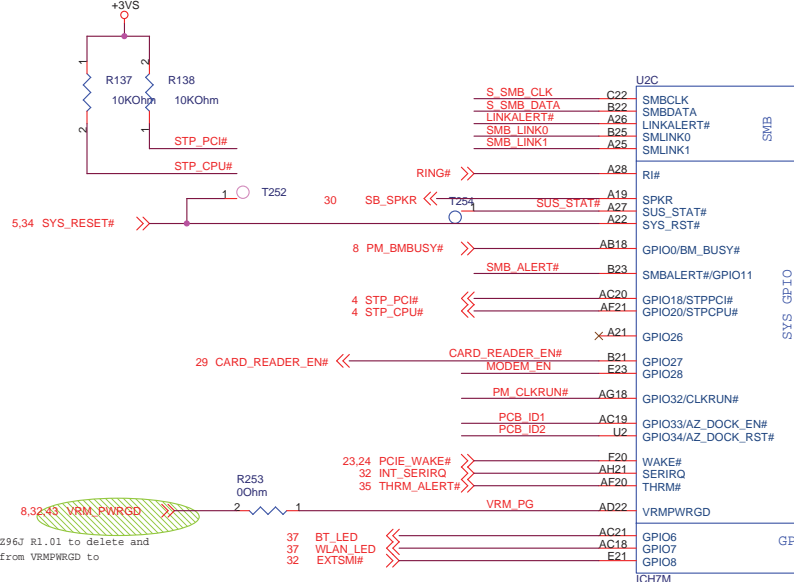 +3VS
1 2
R137 R138
10KOhm 10KOhm
2 1
STP_PCI#
STP_CPU#
U2C
S_SMB_CLK C22 SMBCLK
S_SMB_DATA B22 SMBDATA
LINKALERT# A26 LINKALERT#
SMB_LINK0 B25 SMLINK0
SMB_LINK1 A25 SMLINK1
SMB
RING# A28 RI#
1 T252
30 SB_SPKR A19 SPKR
T254 1 SUS_STAT# A27 SUS_STAT#
5,34 SYS_RESET# A22 SYS_RST#
8 PM_BMBUSY# AB18 GPIO0/BM_BUSY#
SMB_ALERT# B23 SMBALERT#/GPIO11
4 STP_PCI# AC20 GPIO18/STPPCI#
4 STP_CPU# AF21 GPIO20/STPCPU#
SYS GPIO
A21 GPIO26
29 CARD_READER_EN# CARD_READER_EN# B21 GPIO27
MODEM_EN E23 GPIO28
PM_CLKRUN# AG18 GPIO32/CLKRUN#
PCB_ID1 AC19 GPIO33/AZ_DOCK_EN#
PCB_ID2 U2 GPIO34/AZ_DOCK_RST#
23,24 PCIE_WAKE# F20 WAKE#
32 INT_SERIRQ AH21 SERIRQ
35 THRM_ALERT# AF20 THRM#
R253
0Ohm
8,32,43 VRM_PWRGD 2 1 VRM_PG AD22 VRMPWRGD
37 BT_LED AC21 GPIO6
37 WLAN_LED AC18 GPIO7
32 EXTSMI# E21 GPIO8
GP
Z96J R1.01 to delete and
from VRMPWRGD to
ICH7M